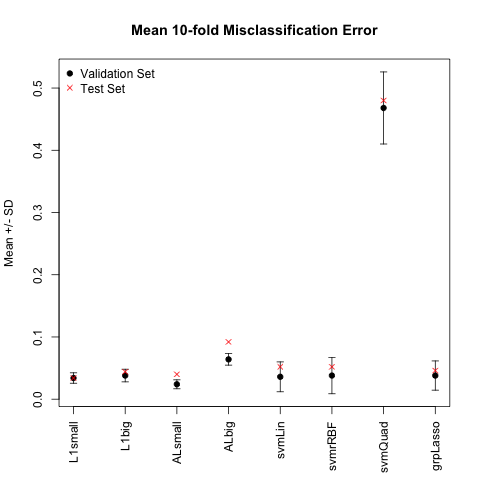 Mean 10-fold Misclassification Error
Validation Set
Test Set
Mean +/- SD
0.5
0.4
0.3
0.2
0.1
0.0
L1small
L1big
ALsmall
ALbig
svmLin
svmrRBF
svmQuad
grpLasso